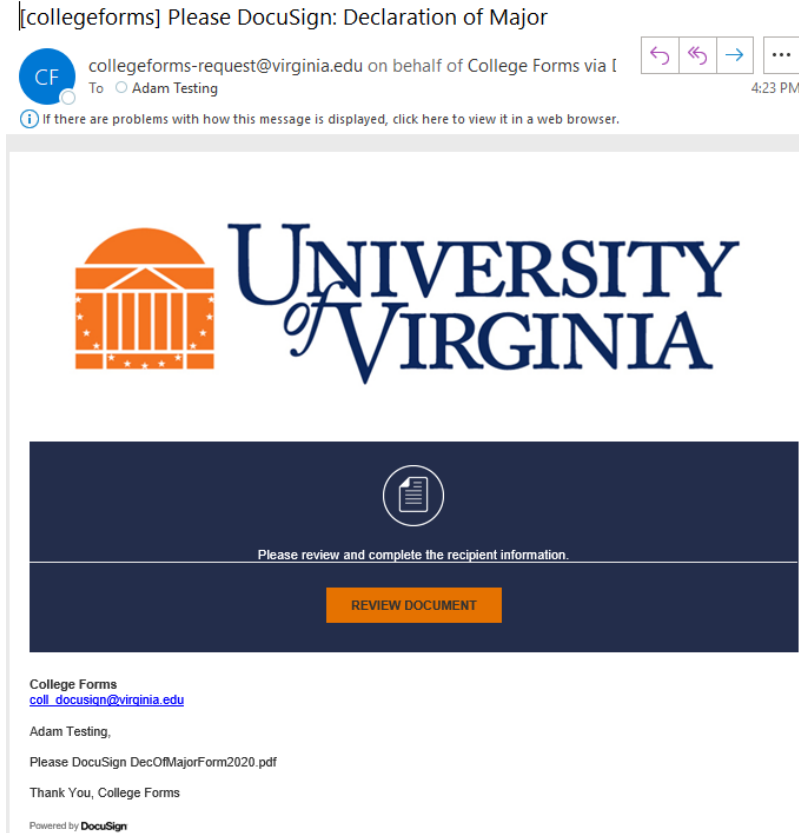 [collegeforms] Please DocuSign: Declaration of Major
CF
collegeforms-request@virginia.edu on behalf of College Forms via
To Adam Testing
4:23 PM
If there are problems with how this message is displayed, click here to view it in a web browser.
UNIVERSITY
of VIRGINIA
Please review and complete the recipient information.
REVIEW DOCUMENT
College Forms
coll_docusign@virginia.edu
Adam Testing,
Please DocuSign DecOfMajorForm2020.pdf
Thank You, College Forms
Powered by DocuSign